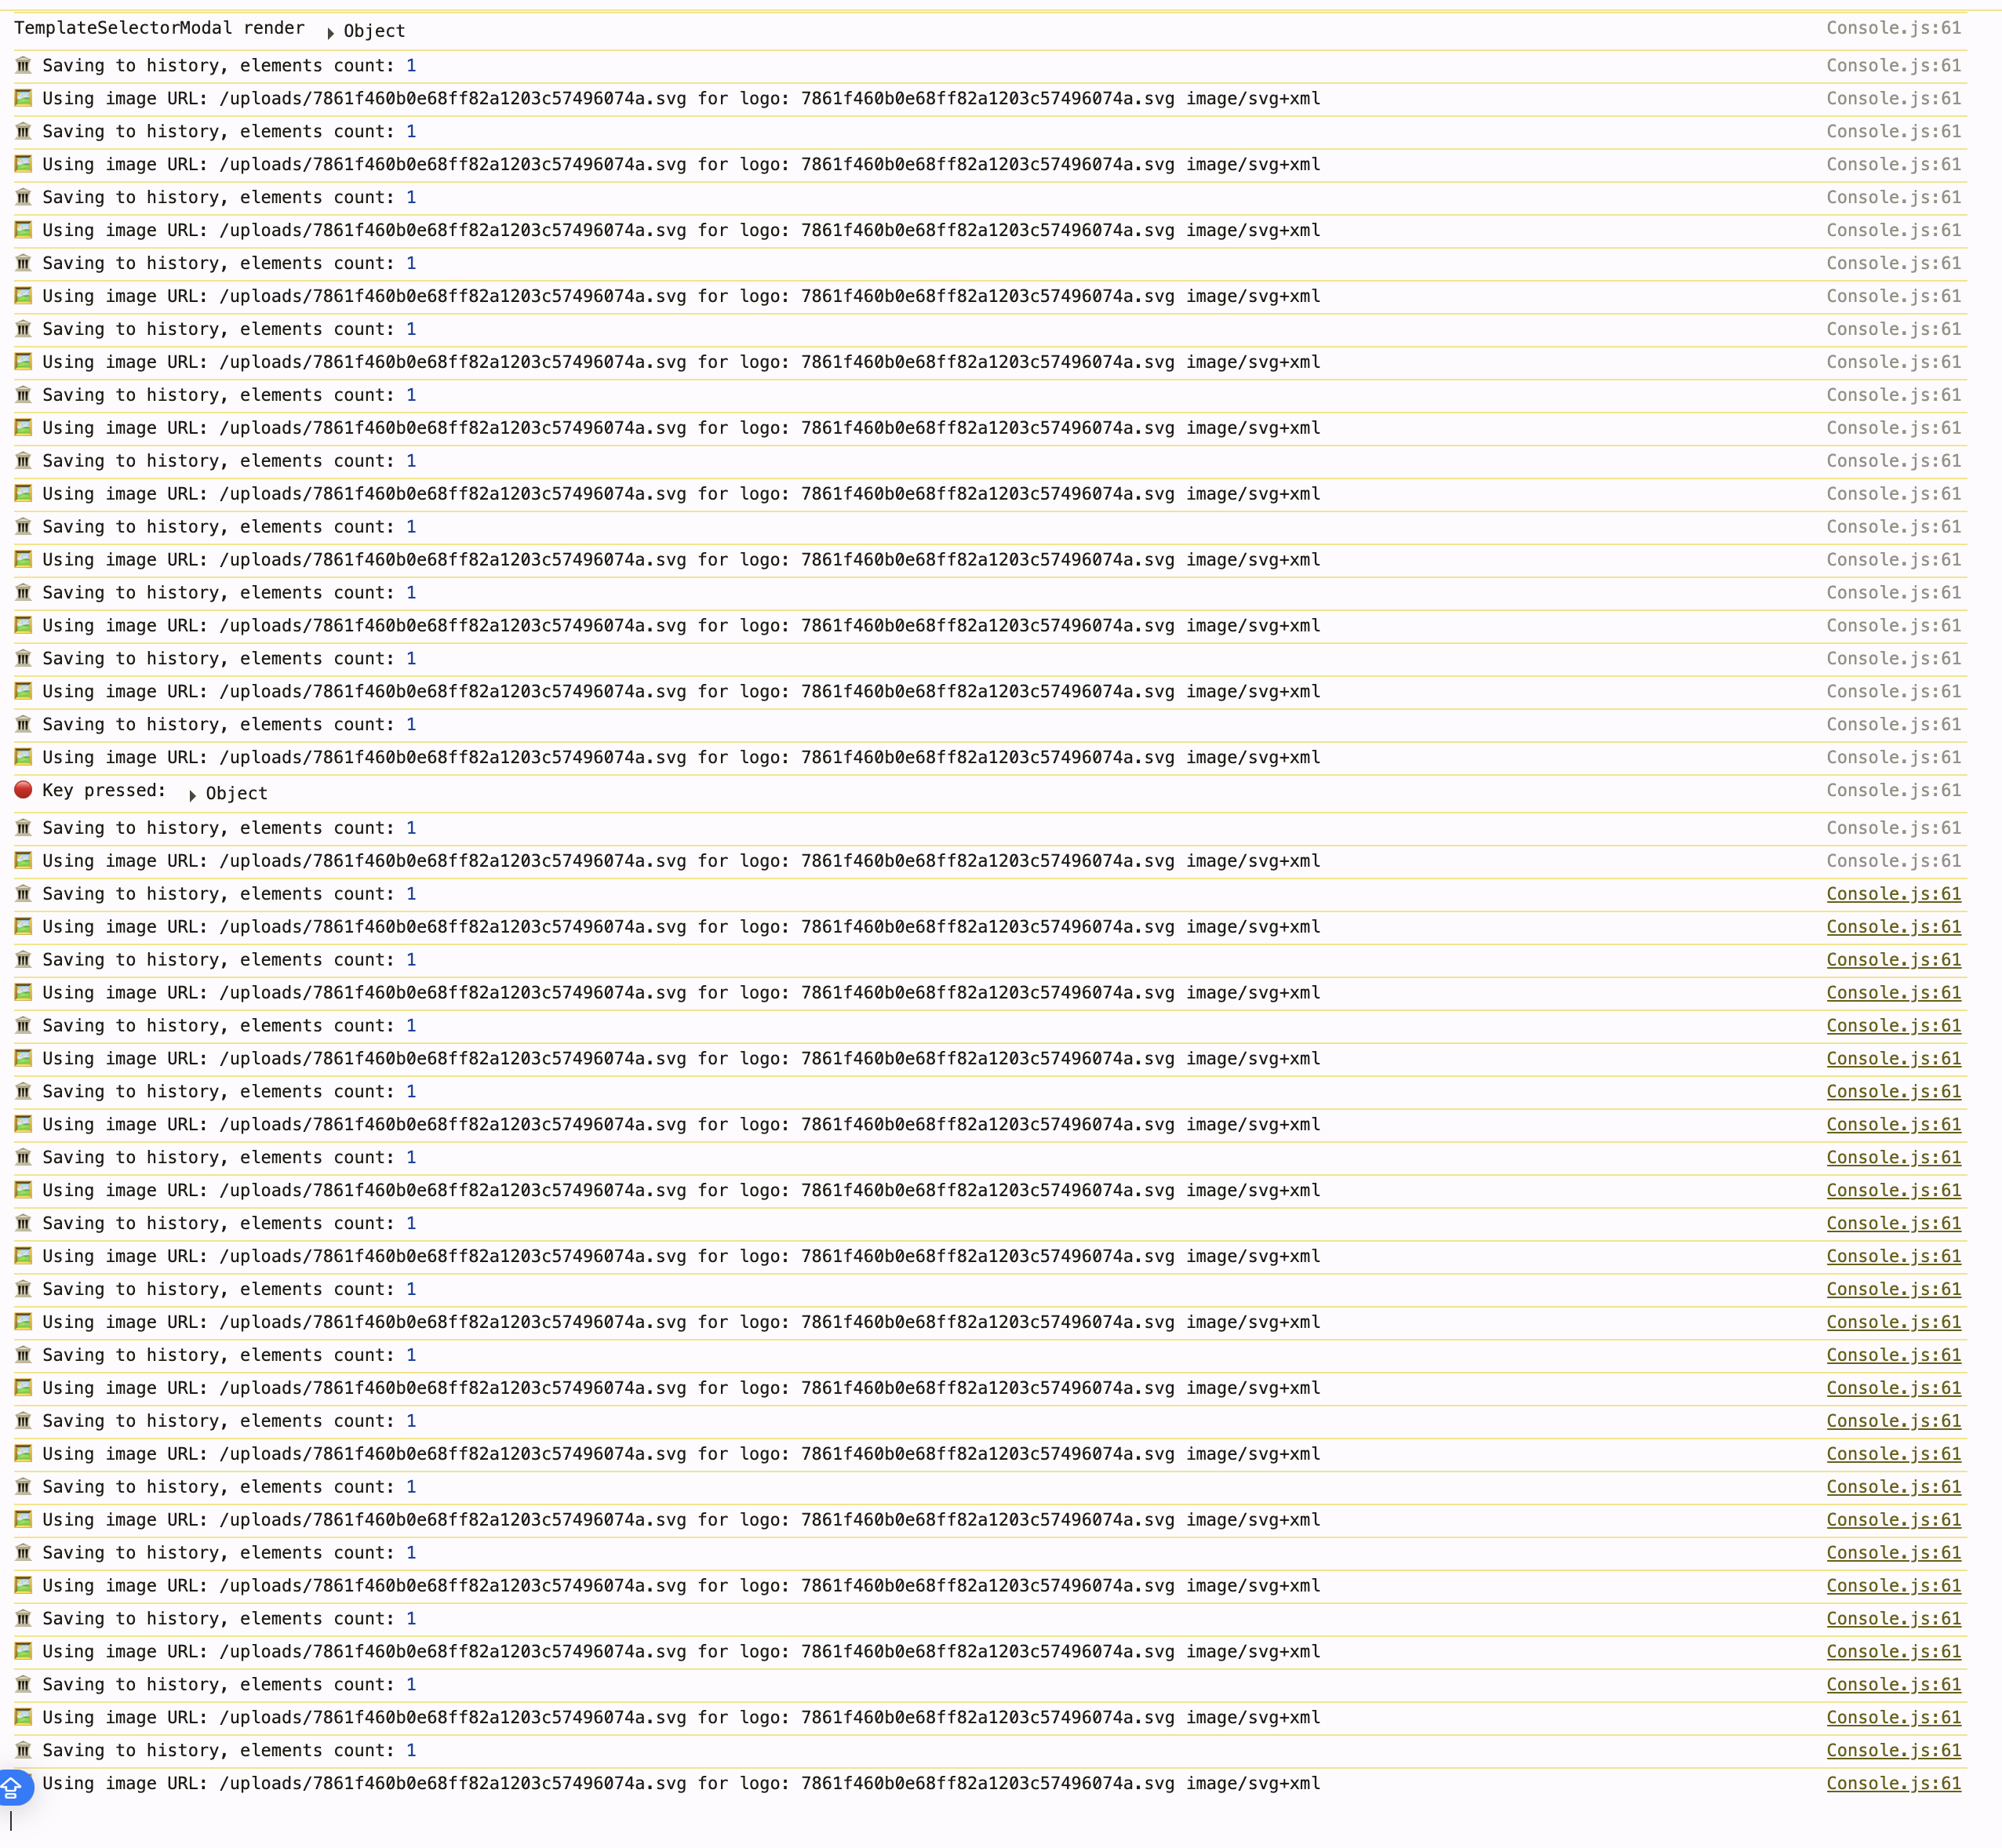 TemplateSelectorModal render ▶ Object Console.js:61
🏛 Saving to history, elements count: 1 Console.js:61
🖼 Using image URL: /uploads/7861f460b0e68ff82a1203c57496074a.svg for logo: 7861f460b0e68ff82a1203c57496074a.svg image/svg+xml Console.js:61
🏛 Saving to history, elements count: 1 Console.js:61
🖼 Using image URL: /uploads/7861f460b0e68ff82a1203c57496074a.svg for logo: 7861f460b0e68ff82a1203c57496074a.svg image/svg+xml Console.js:61
🏛 Saving to history, elements count: 1 Console.js:61
🖼 Using image URL: /uploads/7861f460b0e68ff82a1203c57496074a.svg for logo: 7861f460b0e68ff82a1203c57496074a.svg image/svg+xml Console.js:61
🏛 Saving to history, elements count: 1 Console.js:61
🖼 Using image URL: /uploads/7861f460b0e68ff82a1203c57496074a.svg for logo: 7861f460b0e68ff82a1203c57496074a.svg image/svg+xml Console.js:61
🏛 Saving to history, elements count: 1 Console.js:61
🖼 Using image URL: /uploads/7861f460b0e68ff82a1203c57496074a.svg for logo: 7861f460b0e68ff82a1203c57496074a.svg image/svg+xml Console.js:61
🏛 Saving to history, elements count: 1 Console.js:61
🖼 Using image URL: /uploads/7861f460b0e68ff82a1203c57496074a.svg for logo: 7861f460b0e68ff82a1203c57496074a.svg image/svg+xml Console.js:61
🏛 Saving to history, elements count: 1 Console.js:61
🖼 Using image URL: /uploads/7861f460b0e68ff82a1203c57496074a.svg for logo: 7861f460b0e68ff82a1203c57496074a.svg image/svg+xml Console.js:61
🏛 Saving to history, elements count: 1 Console.js:61
🖼 Using image URL: /uploads/7861f460b0e68ff82a1203c57496074a.svg for logo: 7861f460b0e68ff82a1203c57496074a.svg image/svg+xml Console.js:61
🏛 Saving to history, elements count: 1 Console.js:61
🖼 Using image URL: /uploads/7861f460b0e68ff82a1203c57496074a.svg for logo: 7861f460b0e68ff82a1203c57496074a.svg image/svg+xml Console.js:61
🏛 Saving to history, elements count: 1 Console.js:61
🖼 Using image URL: /uploads/7861f460b0e68ff82a1203c57496074a.svg for logo: 7861f460b0e68ff82a1203c57496074a.svg image/svg+xml Console.js:61
🏛 Saving to history, elements count: 1 Console.js:61
🖼 Using image URL: /uploads/7861f460b0e68ff82a1203c57496074a.svg for logo: 7861f460b0e68ff82a1203c57496074a.svg image/svg+xml Console.js:61
🔴 Key pressed: ▶ Object Console.js:61
🏛 Saving to history, elements count: 1 Console.js:61
🖼 Using image URL: /uploads/7861f460b0e68ff82a1203c57496074a.svg for logo: 7861f460b0e68ff82a1203c57496074a.svg image/svg+xml Console.js:61
🏛 Saving to history, elements count: 1 Console.js:61
🖼 Using image URL: /uploads/7861f460b0e68ff82a1203c57496074a.svg for logo: 7861f460b0e68ff82a1203c57496074a.svg image/svg+xml Console.js:61
🏛 Saving to history, elements count: 1 Console.js:61
🖼 Using image URL: /uploads/7861f460b0e68ff82a1203c57496074a.svg for logo: 7861f460b0e68ff82a1203c57496074a.svg image/svg+xml Console.js:61
🏛 Saving to history, elements count: 1 Console.js:61
🖼 Using image URL: /uploads/7861f460b0e68ff82a1203c57496074a.svg for logo: 7861f460b0e68ff82a1203c57496074a.svg image/svg+xml Console.js:61
🏛 Saving to history, elements count: 1 Console.js:61
🖼 Using image URL: /uploads/7861f460b0e68ff82a1203c57496074a.svg for logo: 7861f460b0e68ff82a1203c57496074a.svg image/svg+xml Console.js:61
🏛 Saving to history, elements count: 1 Console.js:61
🖼 Using image URL: /uploads/7861f460b0e68ff82a1203c57496074a.svg for logo: 7861f460b0e68ff82a1203c57496074a.svg image/svg+xml Console.js:61
🏛 Saving to history, elements count: 1 Console.js:61
🖼 Using image URL: /uploads/7861f460b0e68ff82a1203c57496074a.svg for logo: 7861f460b0e68ff82a1203c57496074a.svg image/svg+xml Console.js:61
🏛 Saving to history, elements count: 1 Console.js:61
🖼 Using image URL: /uploads/7861f460b0e68ff82a1203c57496074a.svg for logo: 7861f460b0e68ff82a1203c57496074a.svg image/svg+xml Console.js:61
🏛 Saving to history, elements count: 1 Console.js:61
🖼 Using image URL: /uploads/7861f460b0e68ff82a1203c57496074a.svg for logo: 7861f460b0e68ff82a1203c57496074a.svg image/svg+xml Console.js:61
🏛 Saving to history, elements count: 1 Console.js:61
🖼 Using image URL: /uploads/7861f460b0e68ff82a1203c57496074a.svg for logo: 7861f460b0e68ff82a1203c57496074a.svg image/svg+xml Console.js:61
🏛 Saving to history, elements count: 1 Console.js:61
🖼 Using image URL: /uploads/7861f460b0e68ff82a1203c57496074a.svg for logo: 7861f460b0e68ff82a1203c57496074a.svg image/svg+xml Console.js:61
🏛 Saving to history, elements count: 1 Console.js:61
🖼 Using image URL: /uploads/7861f460b0e68ff82a1203c57496074a.svg for logo: 7861f460b0e68ff82a1203c57496074a.svg image/svg+xml Console.js:61
🏛 Saving to history, elements count: 1 Console.js:61
🖼 Using image URL: /uploads/7861f460b0e68ff82a1203c57496074a.svg for logo: 7861f460b0e68ff82a1203c57496074a.svg image/svg+xml Console.js:61
🏛 Saving to history, elements count: 1 Console.js:61
🖼 Using image URL: /uploads/7861f460b0e68ff82a1203c57496074a.svg for logo: 7861f460b0e68ff82a1203c57496074a.svg image/svg+xml Console.js:61
🏛 Saving to history, elements count: 1 Console.js:61
Using image URL: /uploads/7861f460b0e68ff82a1203c57496074a.svg for logo: 7861f460b0e68ff82a1203c57496074a.svg image/svg+xml Console.js:61